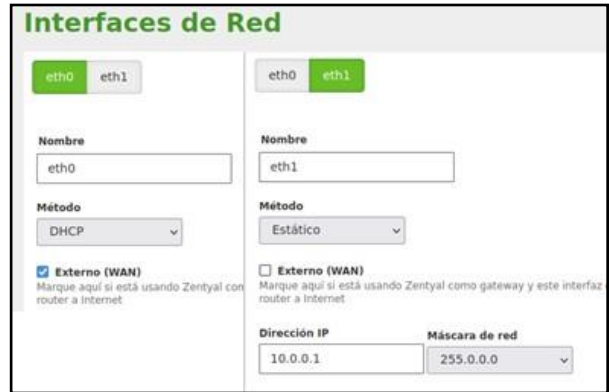 Interfaces de Red
eth0 eth1
Nombre
eth0
Método
DHCP
Externo (WAN)
Marque aquí si está usando Zentyal con
router a Internet
eth0 eth1
Nombre
eth1
Método
Estático
Externo (WAN)
Marque aquí si está usando Zentyal como gateway y este interfaz
router a Internet
Dirección IP Máscara de red
10.0.0.1 255.0.0.0